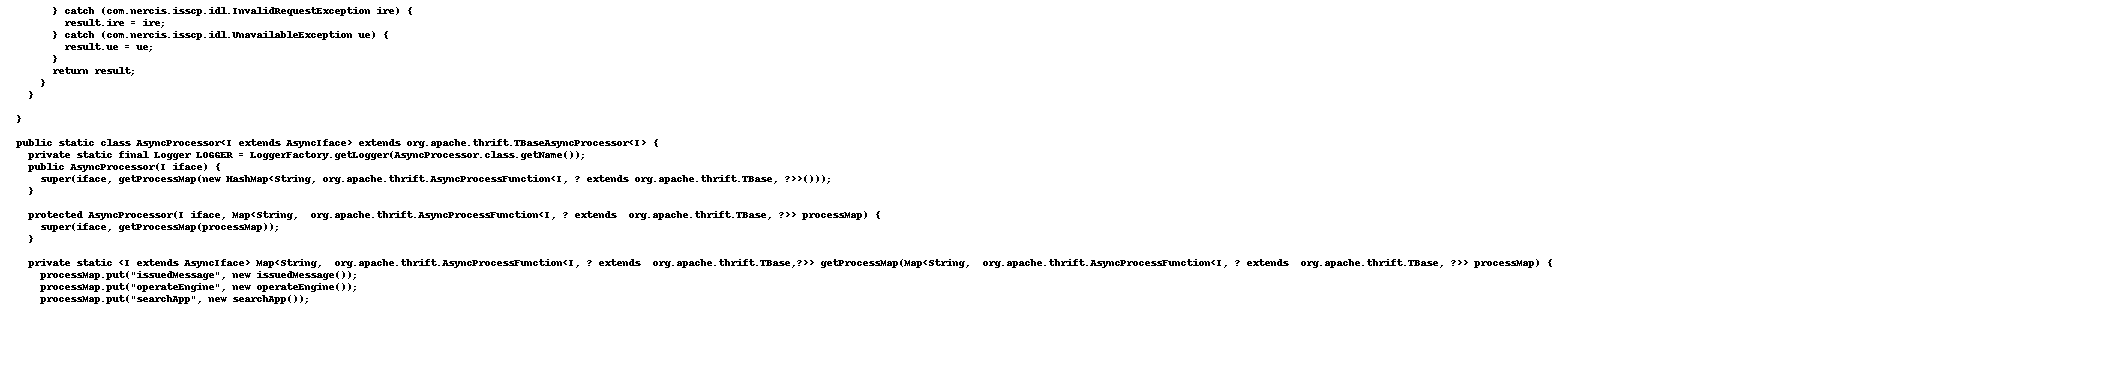 } catch (com.nercis.isscp.idl.InvalidRequestException ire) {
        result.ire = ire;
      } catch (com.nercis.isscp.idl.UnavailableException ue) {
        result.ue = ue;
      }
      return result;
    }
  }

}

public static class AsyncProcessor<I extends AsyncIface> extends org.apache.thrift.TBaseAsyncProcessor<I> {
  private static final Logger LOGGER = LoggerFactory.getLogger(AsyncProcessor.class.getName());
  public AsyncProcessor(I iface) {
    super(iface, getProcessMap(new HashMap<String, org.apache.thrift.AsyncProcessFunction<I, ? extends org.apache.thrift.TBase, ?>>()));
  }

  protected AsyncProcessor(I iface, Map<String,  org.apache.thrift.AsyncProcessFunction<I, ? extends  org.apache.thrift.TBase, ?>> processMap) {
    super(iface, getProcessMap(processMap));
  }

  private static <I extends AsyncIface> Map<String,  org.apache.thrift.AsyncProcessFunction<I, ? extends  org.apache.thrift.TBase,?>> getProcessMap(Map<String,  org.apache.thrift.AsyncProcessFunction<I, ? extends  org.apache.thrift.TBase, ?>> processMap) {
    processMap.put("issuedMessage", new issuedMessage());
    processMap.put("operateEngine", new operateEngine());
    processMap.put("searchApp", new searchApp());